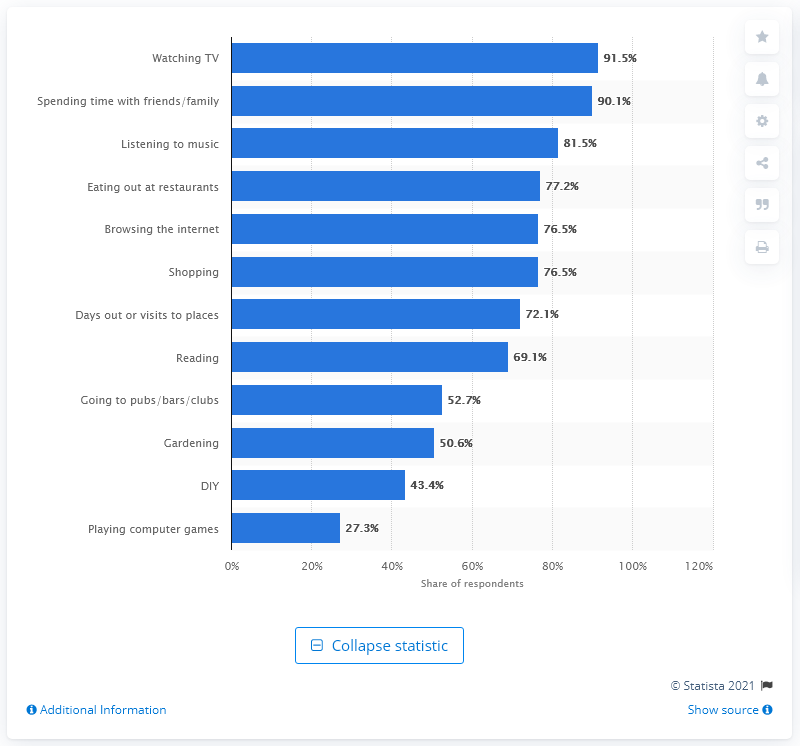 Watching TV 91.5%
Spending time with friends/family 90.1%
Listening to music 81.5%
Eating out at restaurants 77.2%
Browsing the internet 76.5%
Shopping 76.5%
Days out or visits to places 72.1%
Reading 69.1%
Going to pubs/bars/clubs 52.7%
Gardening 50.6%
DIY 43.4%
Playing computer games 27.3%
0% 20% 40% 60% 80% 100% 120%
Share of respondents
Collapse statistic
© Statista 2021
Additional Information Show source